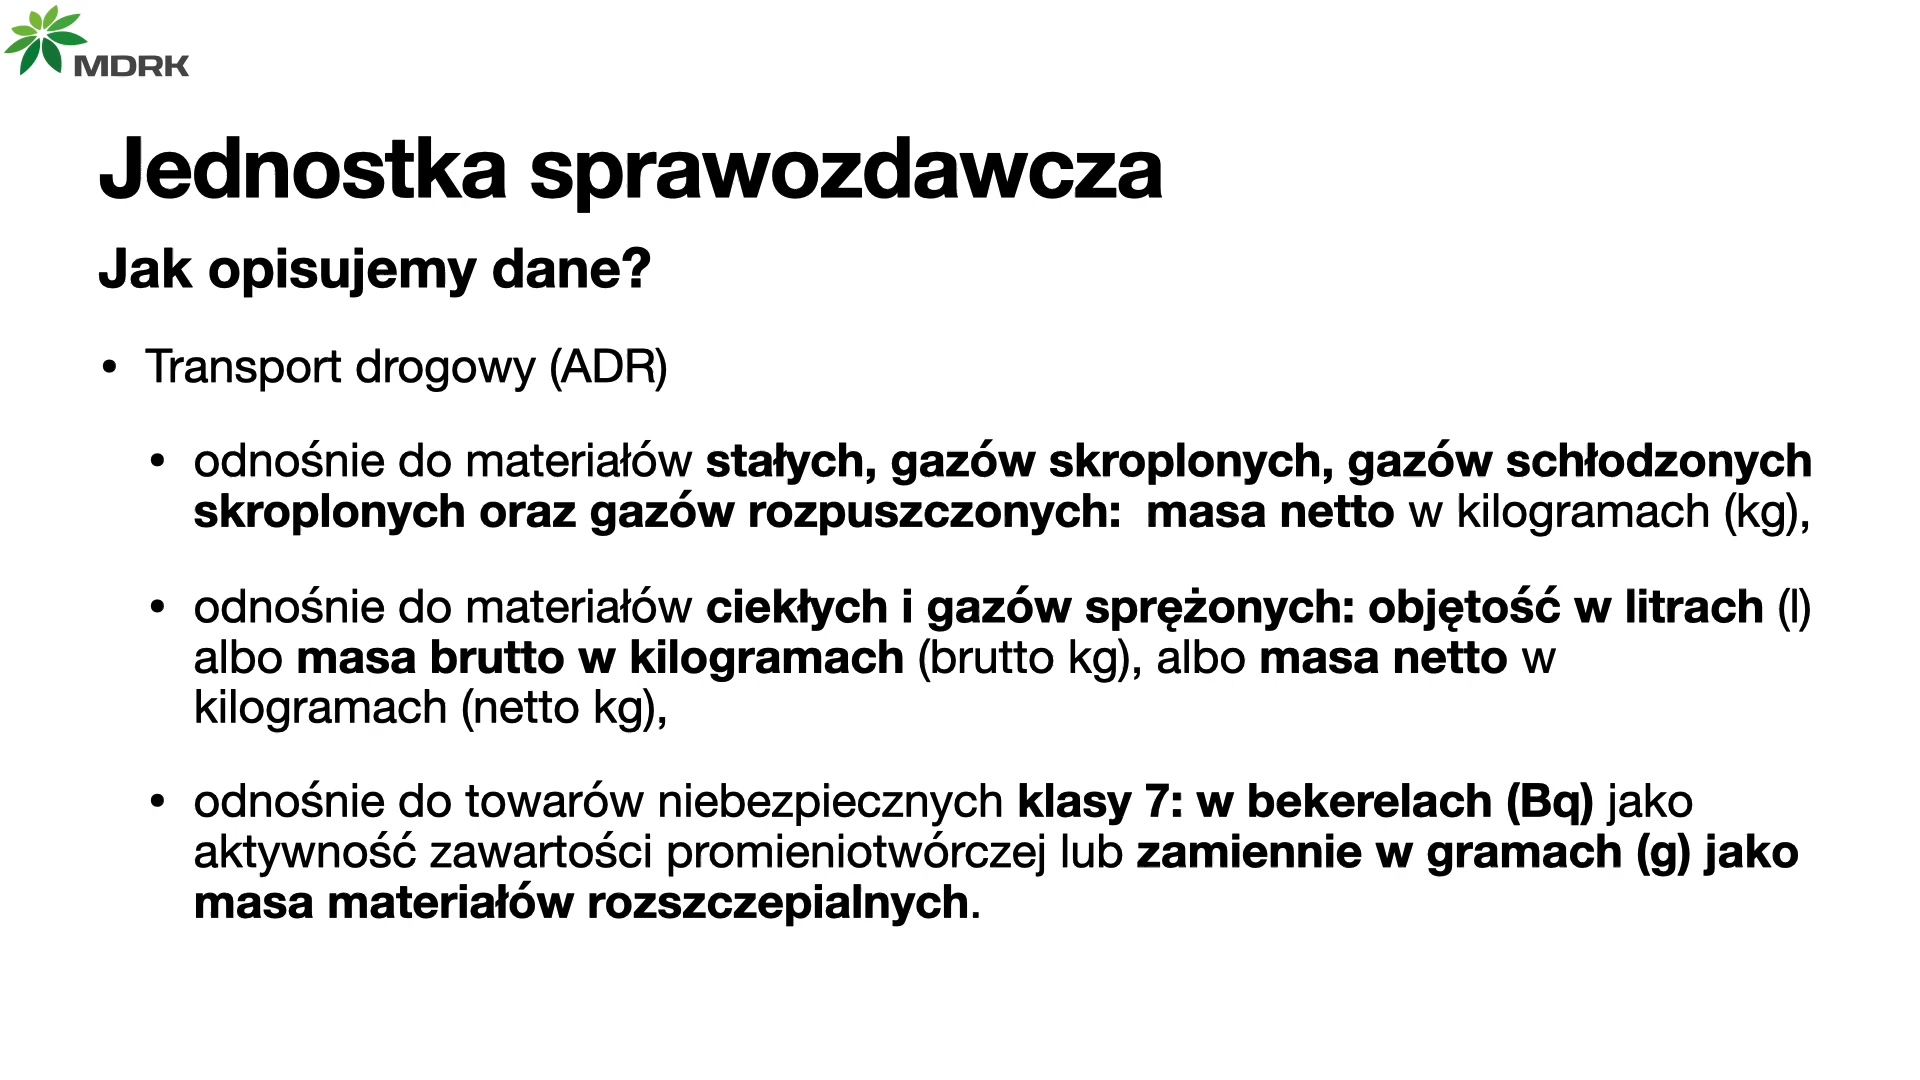 MDRK
Jednostka sprawozdawcza
Jak opisujemy dane?
• Transport drogowy (ADR)
• odnośnie do materiałów stałych, gazów skroplonych, gazów schłodzonych
skroplonych oraz gazów rozpuszczonych:  masa netto w kilogramach (kg),
• odnośnie do materiałów ciekłych i gazów sprężonych: objętość w litrach (l)
albo masa brutto w kilogramach (brutto kg), albo masa netto w
kilogramach (netto kg),
• odnośnie do towarów niebezpiecznych klasy 7: w bekerelach (Bq) jako
aktywność zawartości promieniotwórczej lub zamiennie w gramach (g) jako
masa materiałów rozszczepialnych.